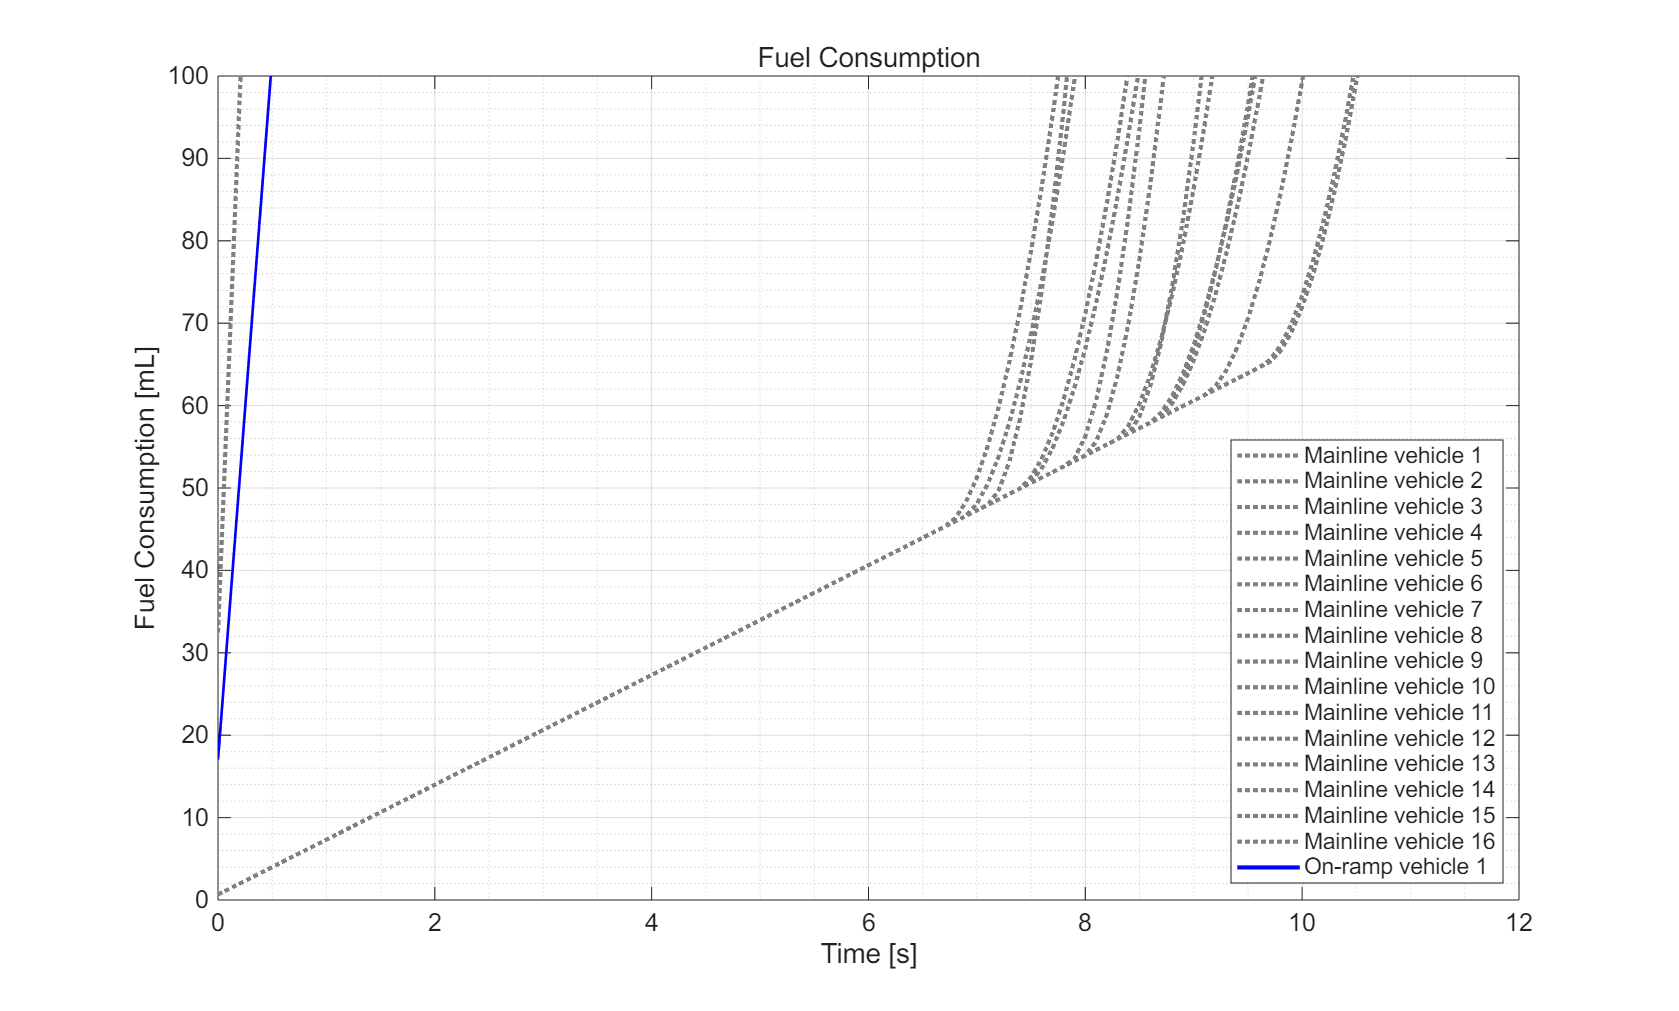 Fuel Consumption
100
90
80
70
60
50
40
30
20
10
0
Fuel Consumption [mL]
0 2 4 6 8 10 12
Time [s]
Mainline vehicle 1
Mainline vehicle 2
Mainline vehicle 3
Mainline vehicle 4
Mainline vehicle 5
Mainline vehicle 6
Mainline vehicle 7
Mainline vehicle 8
Mainline vehicle 9
Mainline vehicle 10
Mainline vehicle 11
Mainline vehicle 12
Mainline vehicle 13
Mainline vehicle 14
Mainline vehicle 15
Mainline vehicle 16
On-ramp vehicle 1